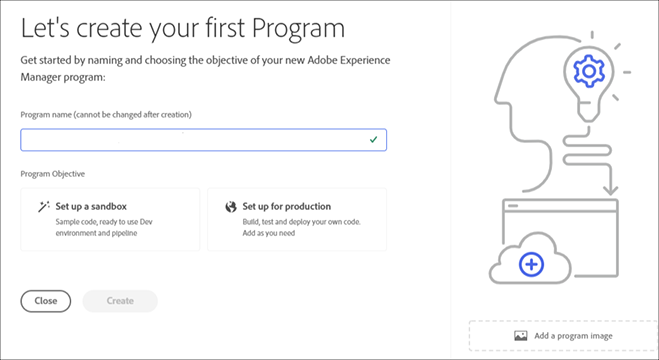 Let's create your first Program
Get started by naming and choosing the objective of your new Adobe Experience
Manager program:
Program name (cannot be changed after creation)
Program Objective
Set up a sandbox
Sample code, ready to use Dev
environment and pipeline
Set up for production
Build, test and deploy your own code.
Add as you need
Close
Create
Add a program image